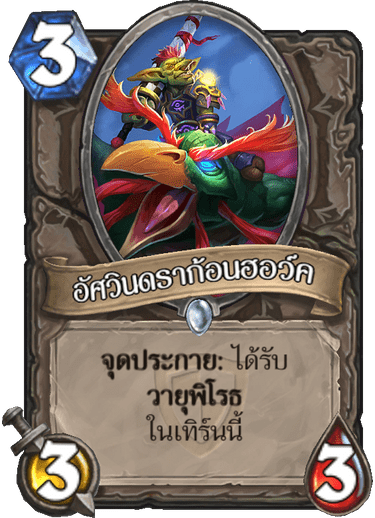 3
อัศวินดราก้อนฮอว์ค
จุดประกาย: ได้รับ
วายุพิโรธ
ในเทิร์นนี้
3
3